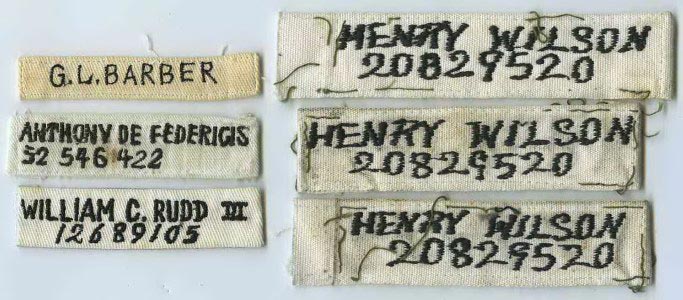 G.L. BARBER
ANTHONY DE FEDERICIS
52 546 422
WILLIAM C. RUDD III
12689105
HENRY WILSON
20829520
HENRY WILSON
20829520
HENRY WILSON
20829520